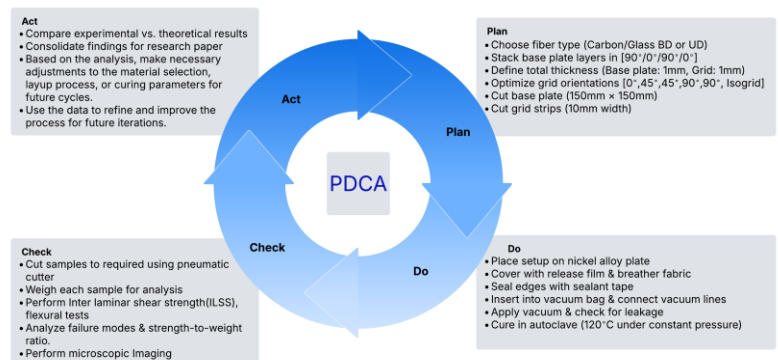 Act
• Compare experimental vs. theoretical results
• Consolidate findings for research paper
• Based on the analysis, make necessary
adjustments to the material selection,
layup process, or curing parameters for
future cycles.
• Use the data to refine and improve the
process for future iterations.
Plan
• Choose fiber type (Carbon/Glass BD or UD)
• Stack base plate layers in [90°/0°/90°/0°]
• Define total thickness (Base plate: 1mm, Grid: 1mm)
• Optimize grid orientations [0°,45°,45°,90°,90°, Isogrid]
• Cut base plate (150mm × 150mm)
• Cut grid strips (10mm width)
Act
Plan
PDCA
Check
Do
Check
• Cut samples to required using pneumatic
cutter
• Weigh each sample for analysis
• Perform Inter laminar shear strength(ILSS),
flexural tests
• Analyze failure modes & strength-to-weight
ratio.
• Perform microscopic Imaging
Do
• Place setup on nickel alloy plate
• Cover with release film & breather fabric
• Seal edges with sealant tape
• Insert into vacuum bag & connect vacuum lines
• Apply vacuum & check for leakage
• Cure in autoclave (120°C under constant pressure)